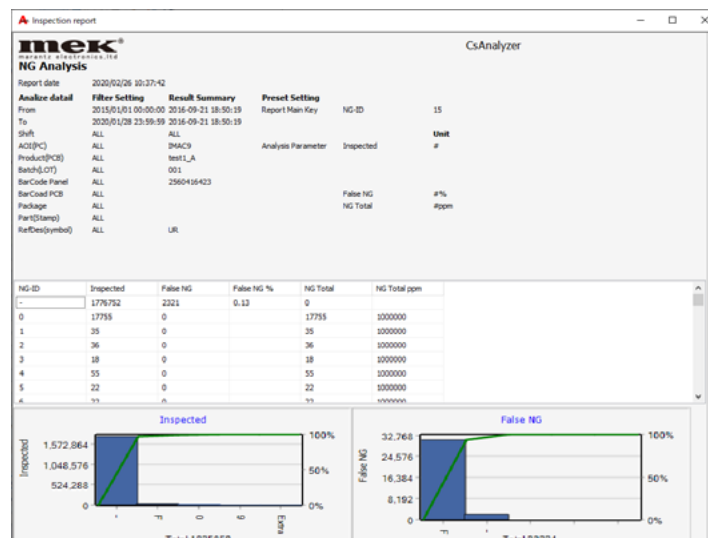 Inspection report
mek®
marantz electronics.ltd
CsAnalyzer
NG Analysis
Report date 2020/02/26 10:37:42
Analize datail Filter Setting Result Summary Preset Setting
From 2015/01/01 00:00:00 2016-09-21 18:50:19 Report Main Key NG-ID 15
To 2020/01/28 23:59:59 2016-09-21 18:50:19
Shift ALL ALL Unit
AOI(PC) ALL IMAC9 Analysis Parameter Inspected #
Product(PCB) ALL test1_A
Batch(LOT) ALL 001
BarCode Panel ALL 2560416423
BarCoad PCB ALL False NG #%
Package ALL NG Total #ppm
Part(Stamp) ALL
RefDes(symbol) ALL UR
NG-ID Inspected False NG False NG % NG Total NG Total ppm
- 1776752 2321 0.13 0
0 17755 0 17755 1000000
1 35 0 35 1000000
2 36 0 36 1000000
3 18 0 18 1000000
4 55 0 55 1000000
5 22 0 22 1000000
Inspected
Inspected
1,572,864
1,048,576
524,288
0
100%
50%
0%
- F 0 9 Extra
False NG
False NG
32,768
24,576
16,384
8,192
0
100%
50%
0%
F -